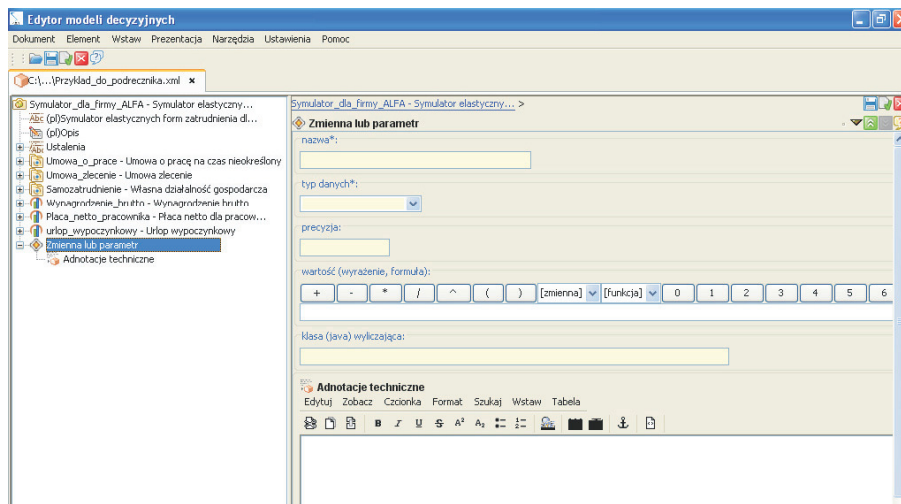 Edytor modeli decyzyjnych
Dokument Element Wstaw Prezentacja Narzędzia Ustawienia Pomoc
C:\...\Przyklad_do_podrecznika.xml
Symulator_dla_firmy_ALFA - Symulator elastyczny...
Abc (pl)Symulator elastycznych form zatrudnienia dl...
(pl)Opis
Ustalenia
Umowa_o_prace - Umowa o pracę na czas nieokreślony
Umowa_zlecenie - Umowa zlecenie
Samozatrudnienie - Własna działalność gospodarcza
Wynagrodzenie_brutto - Wynagrodzenie brutto
Placa_netto_pracownika - Płaca netto dla pracow...
urlop_wypoczynkowy - Urlop wypoczynkowy
Zmienna lub parametr
Adnotacje techniczne
Symulator_dla_firmy_ALFA - Symulator elastyczny... >
Zmienna lub parametr
nazwa*:
typ danych*:
precyzja:
wartość (wyrażenie, formuła):
+ - * / ^ ( ) [zmienna] [funkcja] 0 1 2 3 4 5 6
klasa (java) wyliczająca:
Adnotacje techniczne
Edytuj Zobacz Czcionka Format Szukaj Wstaw Tabela
B I U S A² A₂